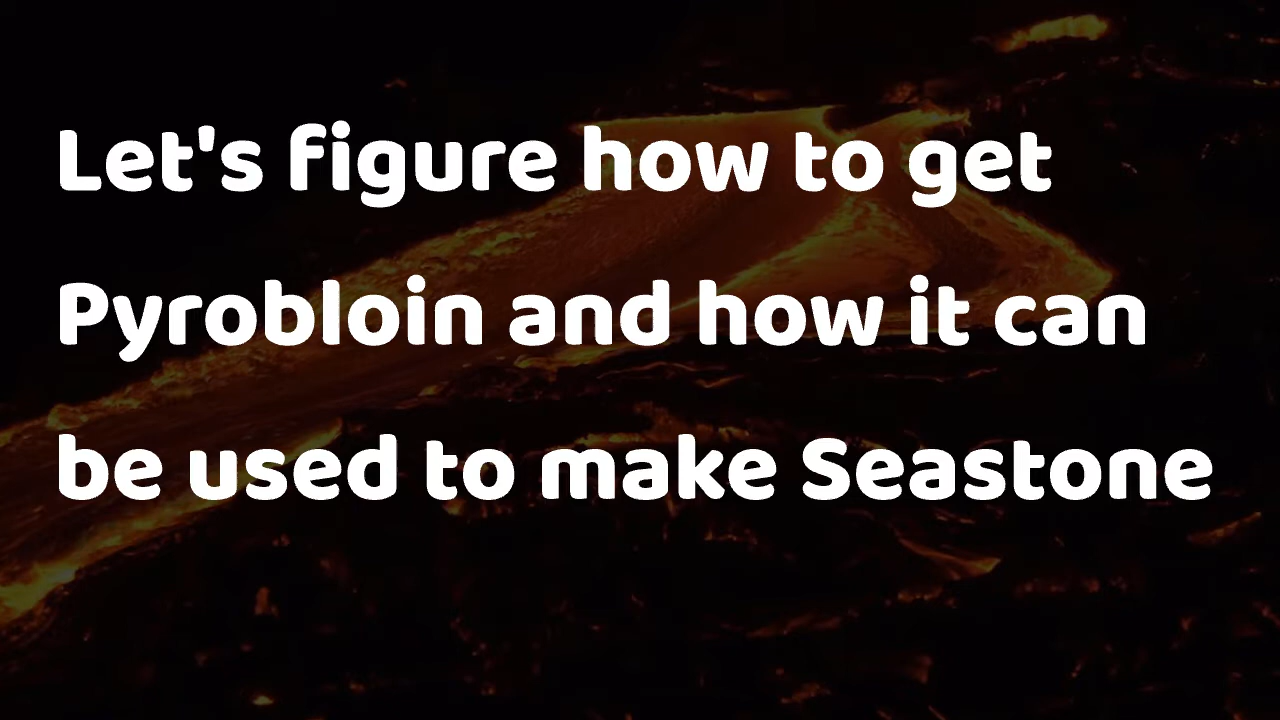 Let's figure how to get
Pyrobloin and how it can
be used to make Seastone